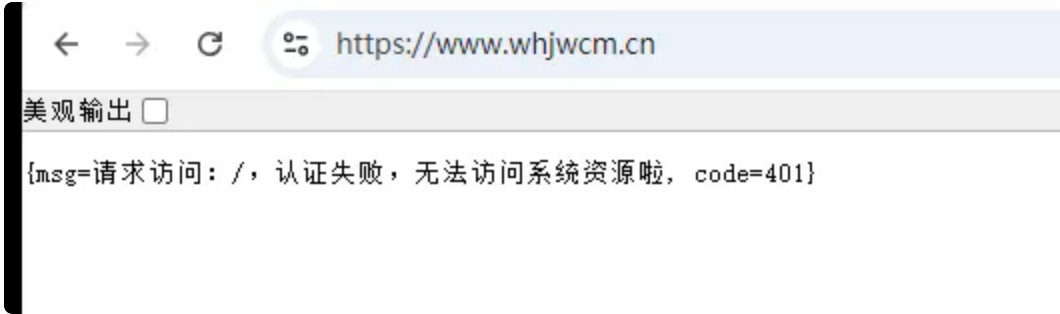 https://www.whjwcm.cn
美观输出
{msg=请求访问：/，认证失败，无法访问系统资源啦, code=401}